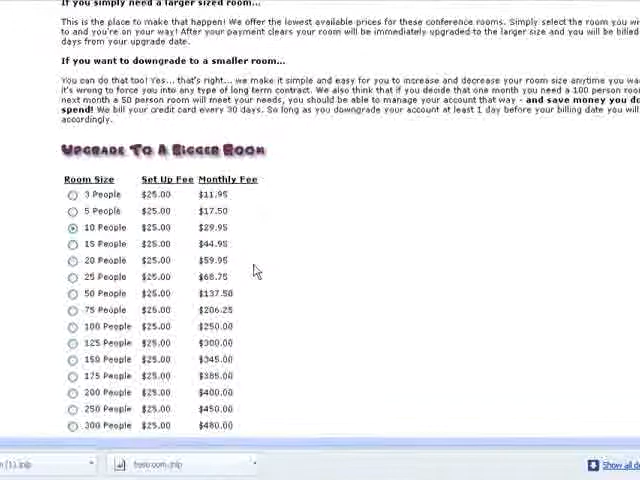 If you simply need a larger sized room...
This is the place to make that happen! We offer the lowest available prices for these conference rooms. Simply select the room you wi
to and you're on your way! After your payment clears your room will be immediately upgraded to the larger size and you will be billed
days from your upgrade date.
If you want to downgrade to a smaller room...
You can do that too! Yes... that's right... we make it simple and easy for you to increase and decrease your room size anytime you wa
it's wrong to force you into any type of long term contract. We also think that if you decide that one month you need a 100 person roo
next month a 50 person room will meet your needs, you should be able to manage your account that way - and save money you do
spend! We bill your credit card every 30 days. So long as you downgrade your account at least 1 day before your billing date you will
accordingly.
Upgrade To A Bigger Room
Room Size Set Up Fee Monthly Fee
3 People $25.00 $11.95
5 People $25.00 $17.50
10 People $25.00 $29.95
15 People $25.00 $44.95
20 People $25.00 $59.95
25 People $25.00 $68.75
50 People $25.00 $137.50
75 People $25.00 $206.25
100 People $25.00 $250.00
125 People $25.00 $300.00
150 People $25.00 $345.00
175 People $25.00 $385.00
200 People $25.00 $400.00
250 People $25.00 $450.00
300 People $25.00 $480.00
(1).jnlp
Show all d